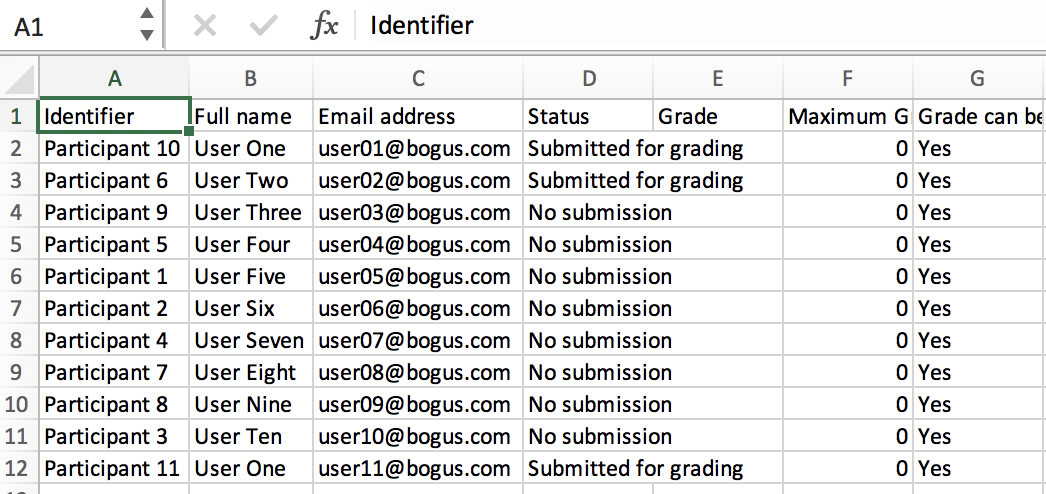 A1 fx Identifier
A B C D E F G
1 Identifier Full name Email address Status Grade Maximum G Grade can be
2 Participant 10 User One user01@bogus.com Submitted for grading 0 Yes
3 Participant 6 User Two user02@bogus.com Submitted for grading 0 Yes
4 Participant 9 User Three user03@bogus.com No submission 0 Yes
5 Participant 5 User Four user04@bogus.com No submission 0 Yes
6 Participant 1 User Five user05@bogus.com No submission 0 Yes
7 Participant 2 User Six user06@bogus.com No submission 0 Yes
8 Participant 4 User Seven user07@bogus.com No submission 0 Yes
9 Participant 7 User Eight user08@bogus.com No submission 0 Yes
10 Participant 8 User Nine user09@bogus.com No submission 0 Yes
11 Participant 3 User Ten user10@bogus.com No submission 0 Yes
12 Participant 11 User One user11@bogus.com Submitted for grading 0 Yes